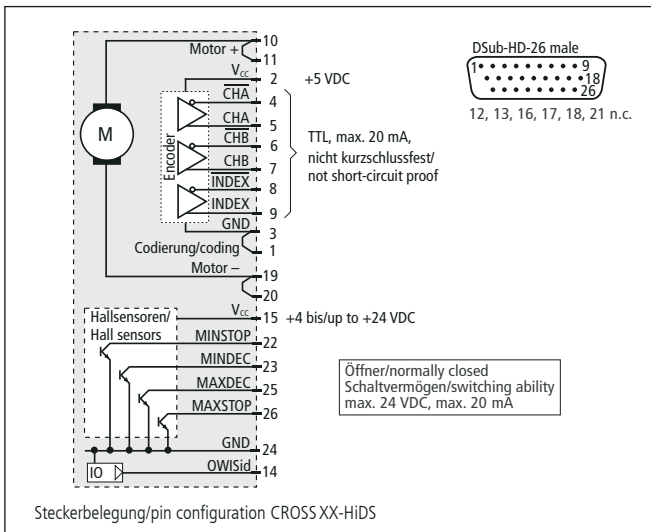 10
Motor +
11
DSub-HD-26 male
1
9
18
26
12, 13, 16, 17, 18, 21 n.c.
Vcc
2
+5 VDC
CHA
4
CHA
5
CHB
6
CHB
7
INDEX
8
INDEX
9
GND
3
Codierung/coding
1
Encoder
M
TTL, max. 20 mA,
nicht kurzschlussfest/
not short-circuit proof
Motor –
19
20
Vcc
15
+4 bis/up to +24 VDC
Hallsensoren/
Hall sensors
MINSTOP
22
MINDEC
23
MAXDEC
25
MAXSTOP
26
Öffner/normally closed
Schaltvermögen/switching ability
max. 24 VDC, max. 20 mA
GND
24
IO
OWISid
14
Steckerbelegung/pin configuration CROSS XX-HiDS